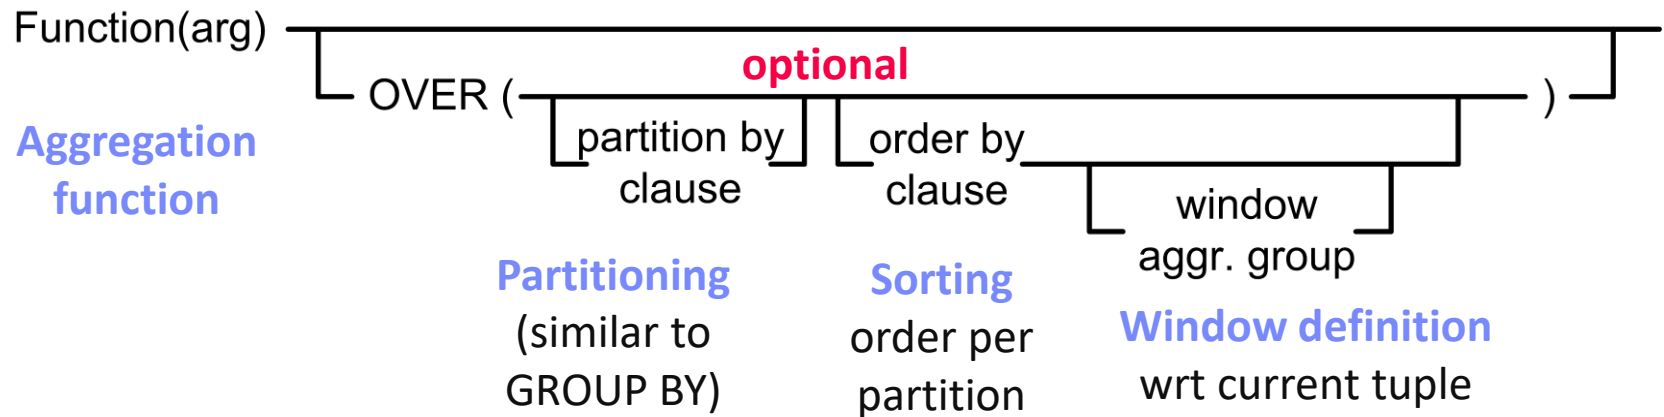 Function(arg)
optional
OVER ( )
Aggregation
function
partition by
clause
order by
clause
window
aggr. group
Partitioning
(similar to
GROUP BY)
Sorting
order per
partition
Window definition
wrt current tuple